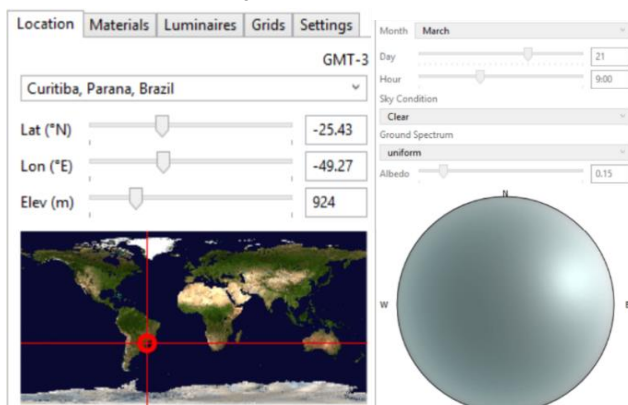 Location Materials Luminaires Grids Settings
GMT-3
Curitiba, Parana, Brazil
Lat (°N) -25.43
Lon (°E) -49.27
Elev (m) 924
Month March
Day 21
Hour 9:00
Sky Condition
Clear
Ground Spectrum
uniform
Albedo 0.15
N
W E